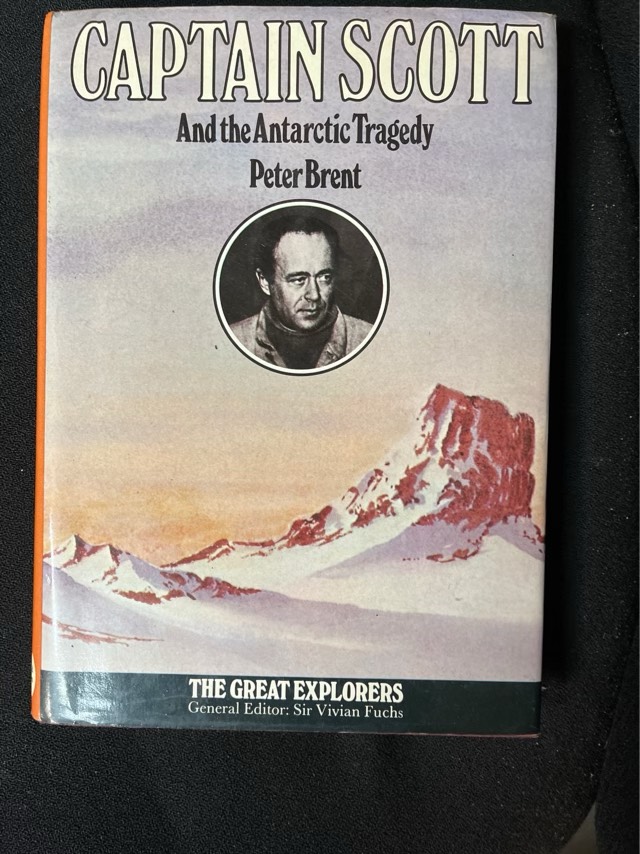 CAPTAIN SCOTT
And the Antarctic Tragedy
Peter Brent
THE GREAT EXPLORERS
General Editor: Sir Vivian Fuchs